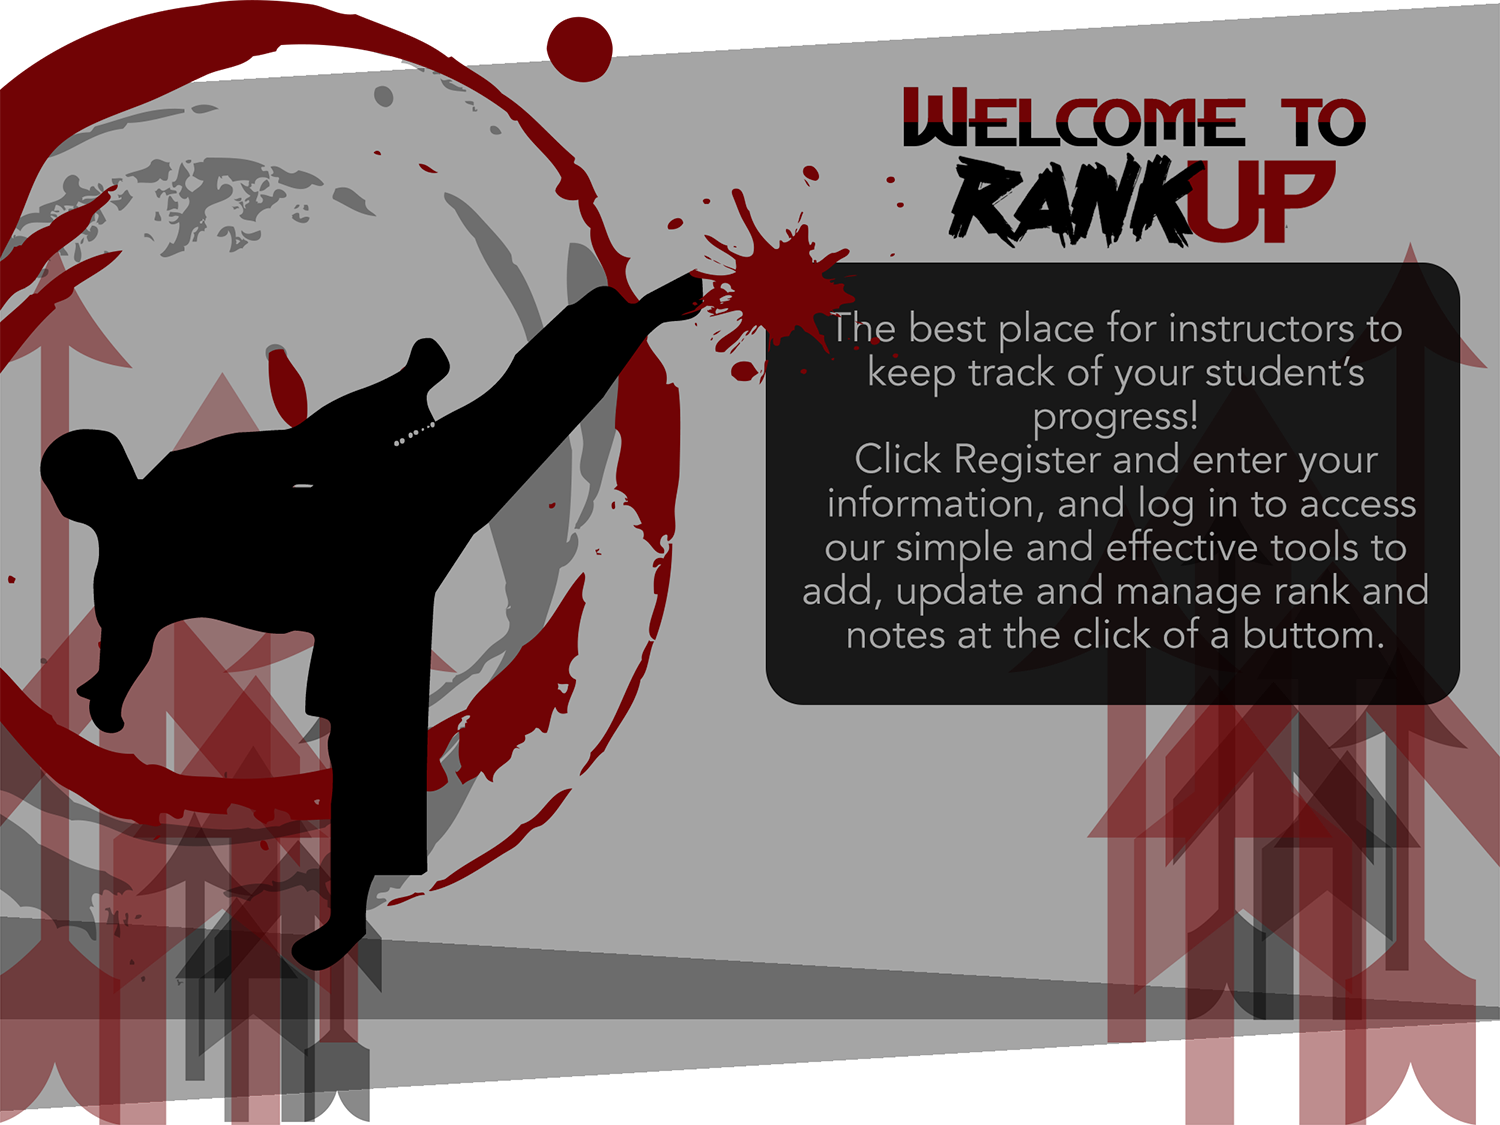 WELCOME TO
RANKUP
The best place for instructors to
keep track of your student's
progress!
Click Register and enter your
information, and log in to access
our simple and effective tools to
add, update and manage rank and
notes at the click of a buttom.